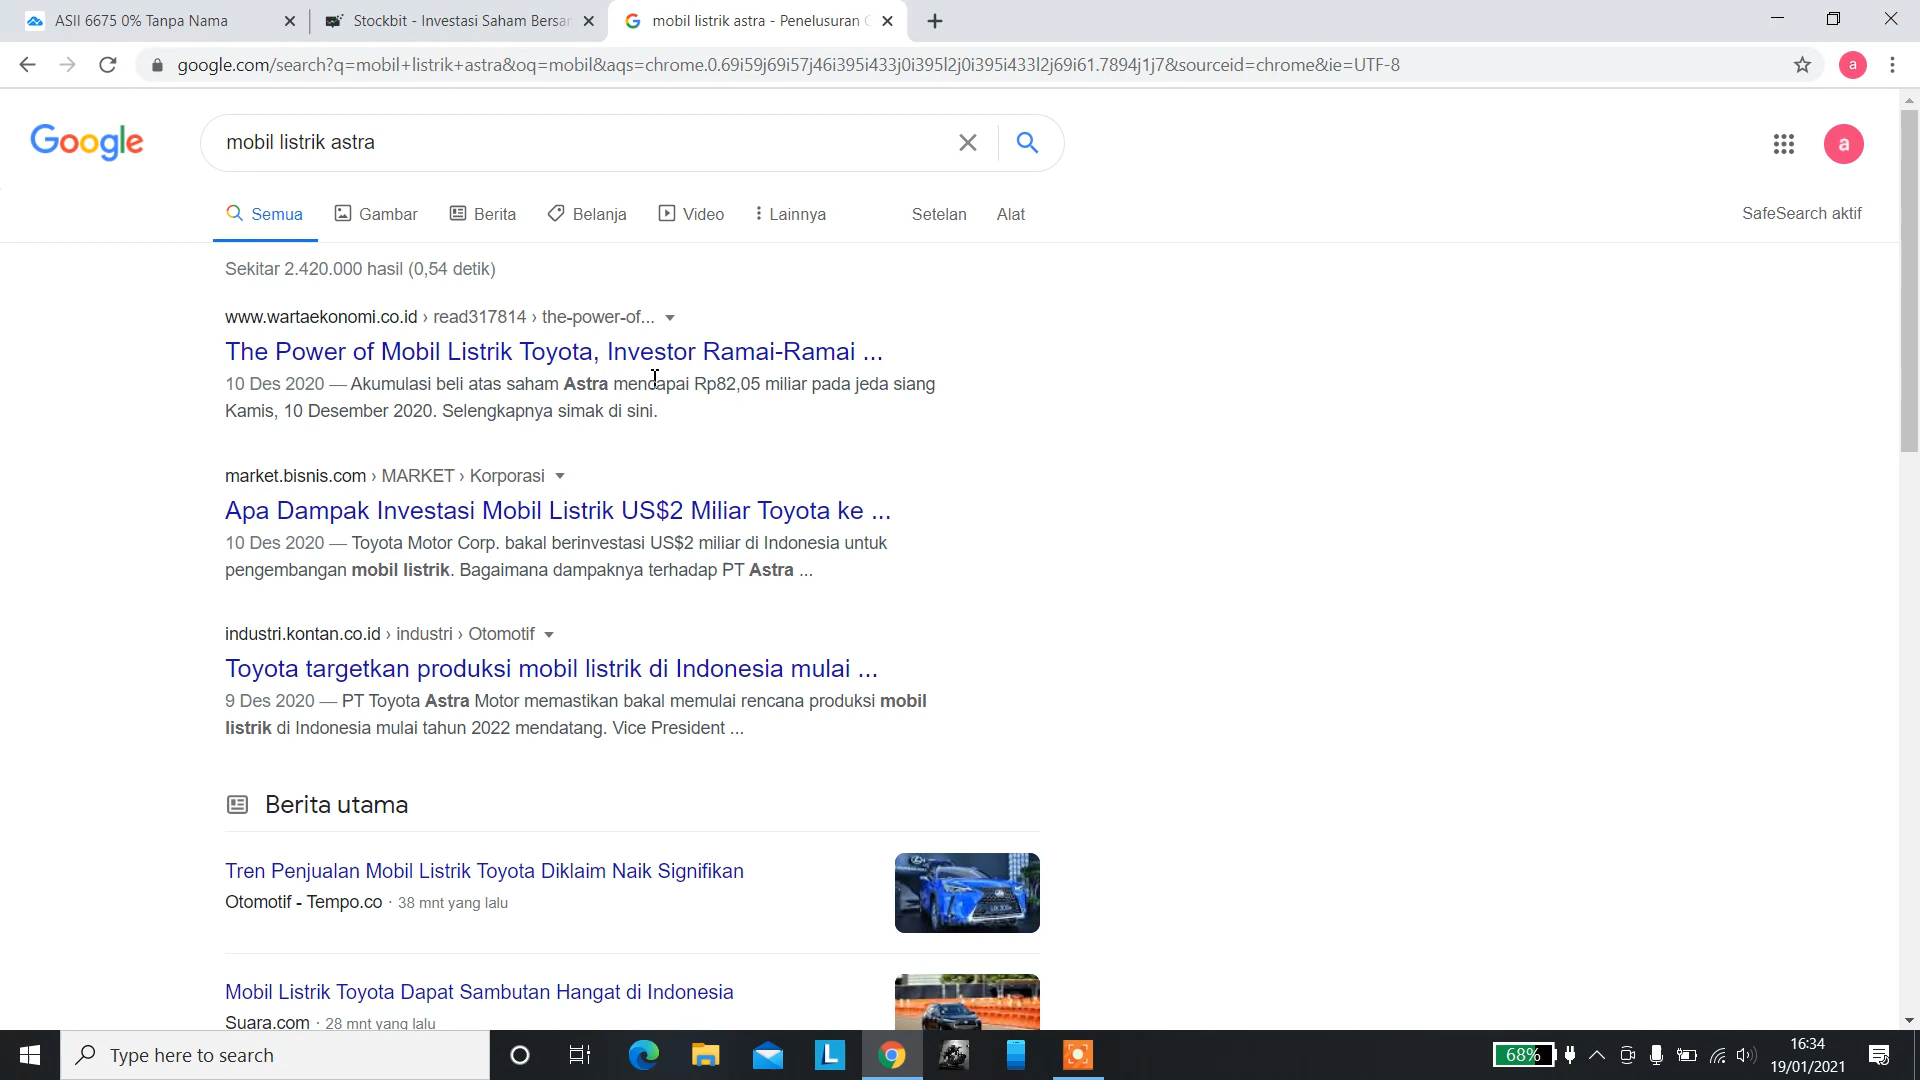 ASII 6675 0% Tanpa Nama
Stockbit - Investasi Saham Bersar
mobil listrik astra - Penelusuran G
google.com/search?q=mobil+listrik+astra&oq=mobil&aqs=chrome.0.69i59j69i57j46i395i433j0i395l2j0i395i433l2j69i61.7894j1j7&sourceid=chrome&ie=UTF-8
a
Google
mobil listrik astra
a
Semua
Gambar
Berita
Belanja
Video
Lainnya
Setelan
Alat
SafeSearch aktif
Sekitar 2.420.000 hasil (0,54 detik)
www.wartaekonomi.co.id › read317814 › the-power-of...
The Power of Mobil Listrik Toyota, Investor Ramai-Ramai ...
10 Des 2020 — Akumulasi beli atas saham Astra mencapai Rp82,05 miliar pada jeda siang
Kamis, 10 Desember 2020. Selengkapnya simak di sini.
market.bisnis.com › MARKET › Korporasi
Apa Dampak Investasi Mobil Listrik US$2 Miliar Toyota ke ...
10 Des 2020 — Toyota Motor Corp. bakal berinvestasi US$2 miliar di Indonesia untuk
pengembangan mobil listrik. Bagaimana dampaknya terhadap PT Astra ...
industri.kontan.co.id › industri › Otomotif
Toyota targetkan produksi mobil listrik di Indonesia mulai ...
9 Des 2020 — PT Toyota Astra Motor memastikan bakal memulai rencana produksi mobil
listrik di Indonesia mulai tahun 2022 mendatang. Vice President ...
Berita utama
Tren Penjualan Mobil Listrik Toyota Diklaim Naik Signifikan
Otomotif - Tempo.co · 38 mnt yang lalu
Mobil Listrik Toyota Dapat Sambutan Hangat di Indonesia
Suara.com · 28 mnt yang lalu
Type here to search
L
68%
16:34
19/01/2021